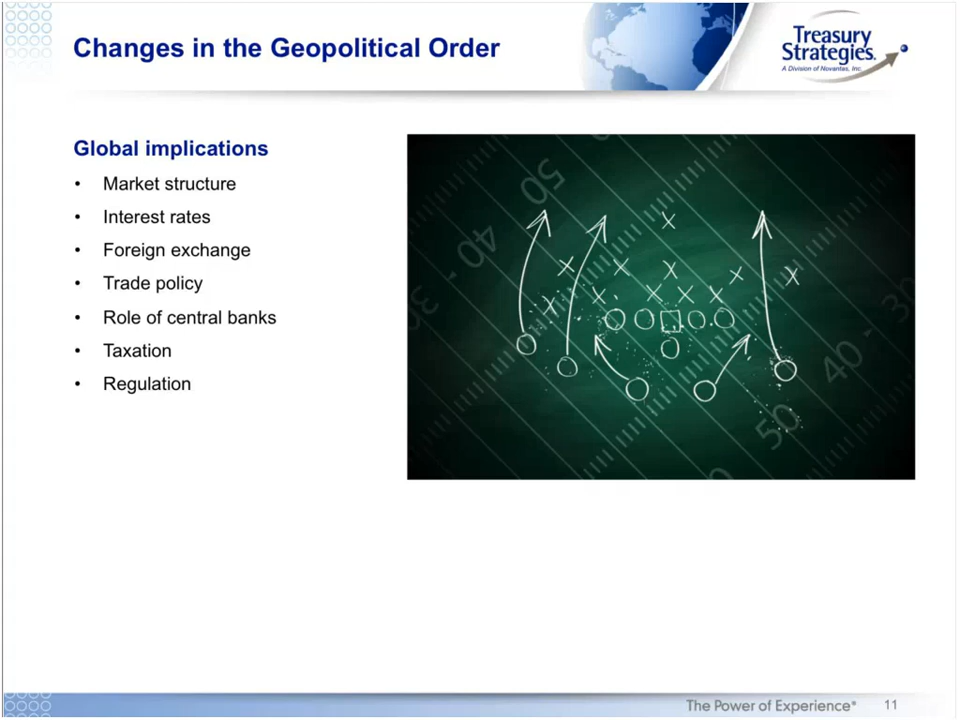 Changes in the Geopolitical Order
Treasury
Strategies.
A Division of Novantas, Inc.
Global implications
• Market structure
• Interest rates
• Foreign exchange
• Trade policy
• Role of central banks
• Taxation
• Regulation
50
40
30
30
40
50
The Power of Experience®
11